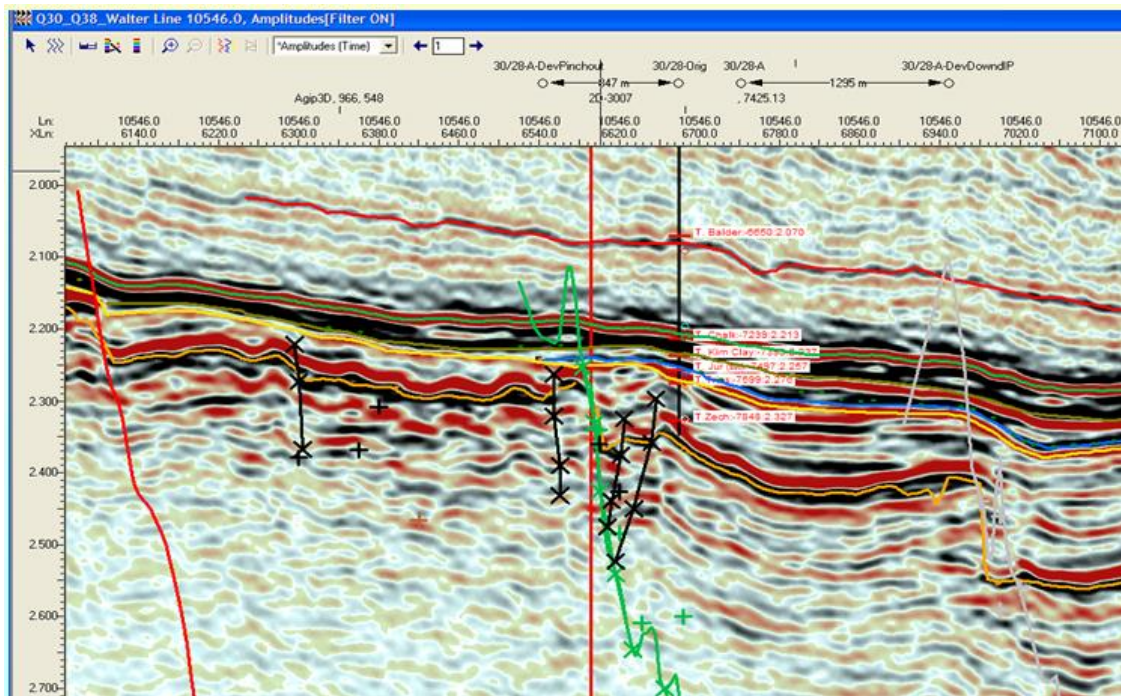 Q30_Q38_Walter Line 10546.0, Amplitudes[Filter ON]
*Amplitudes (Time)
1
30/28-A-DevPinchout 30/28-Orig 30/28-A 30/28-A-DevDowndIP
847 m 1295 m
Agip3D, 966, 548 , 7425.13
Ln: 10546.0 10546.0 10546.0 10546.0 10546.0 10546.0 10546.0 10546.0 10546.0 10546.0 10546.0 10546.0 10546.0
XLn: 6140.0 6220.0 6300.0 6380.0 6460.0 6540.0 6620.0 6700.0 6780.0 6860.0 6940.0 7020.0 7100.0
2.000
2.100
T. Balder:-6650:2.070
2.200
T. Chalk:-7239:2.213
T. Kim Clay:
T. Jur
2.300
T Zech:-7849:2.327
2.400
2.500
2.600
2.700